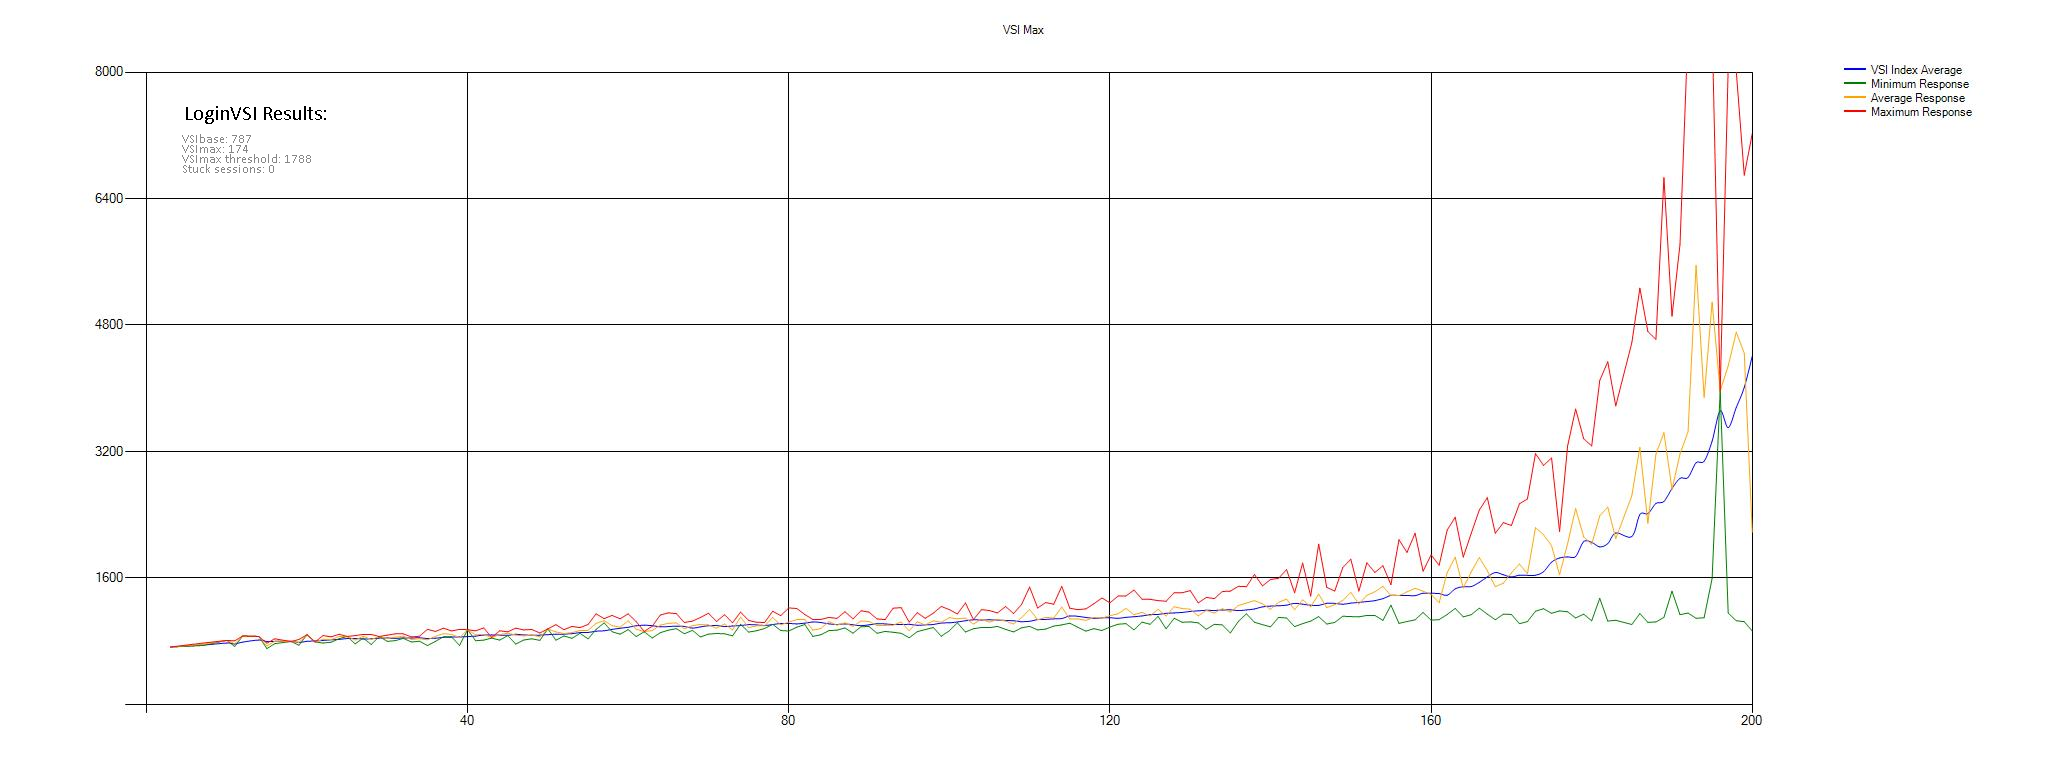 VSI Max
8000
6400
4800
3200
1600
LoginVSI Results:
VSIbase: 787
VSImax: 174
VSImax threshold: 1788
Stuck sessions: 0
VSI Index Average
Minimum Response
Average Response
Maximum Response
40
80
120
160
200